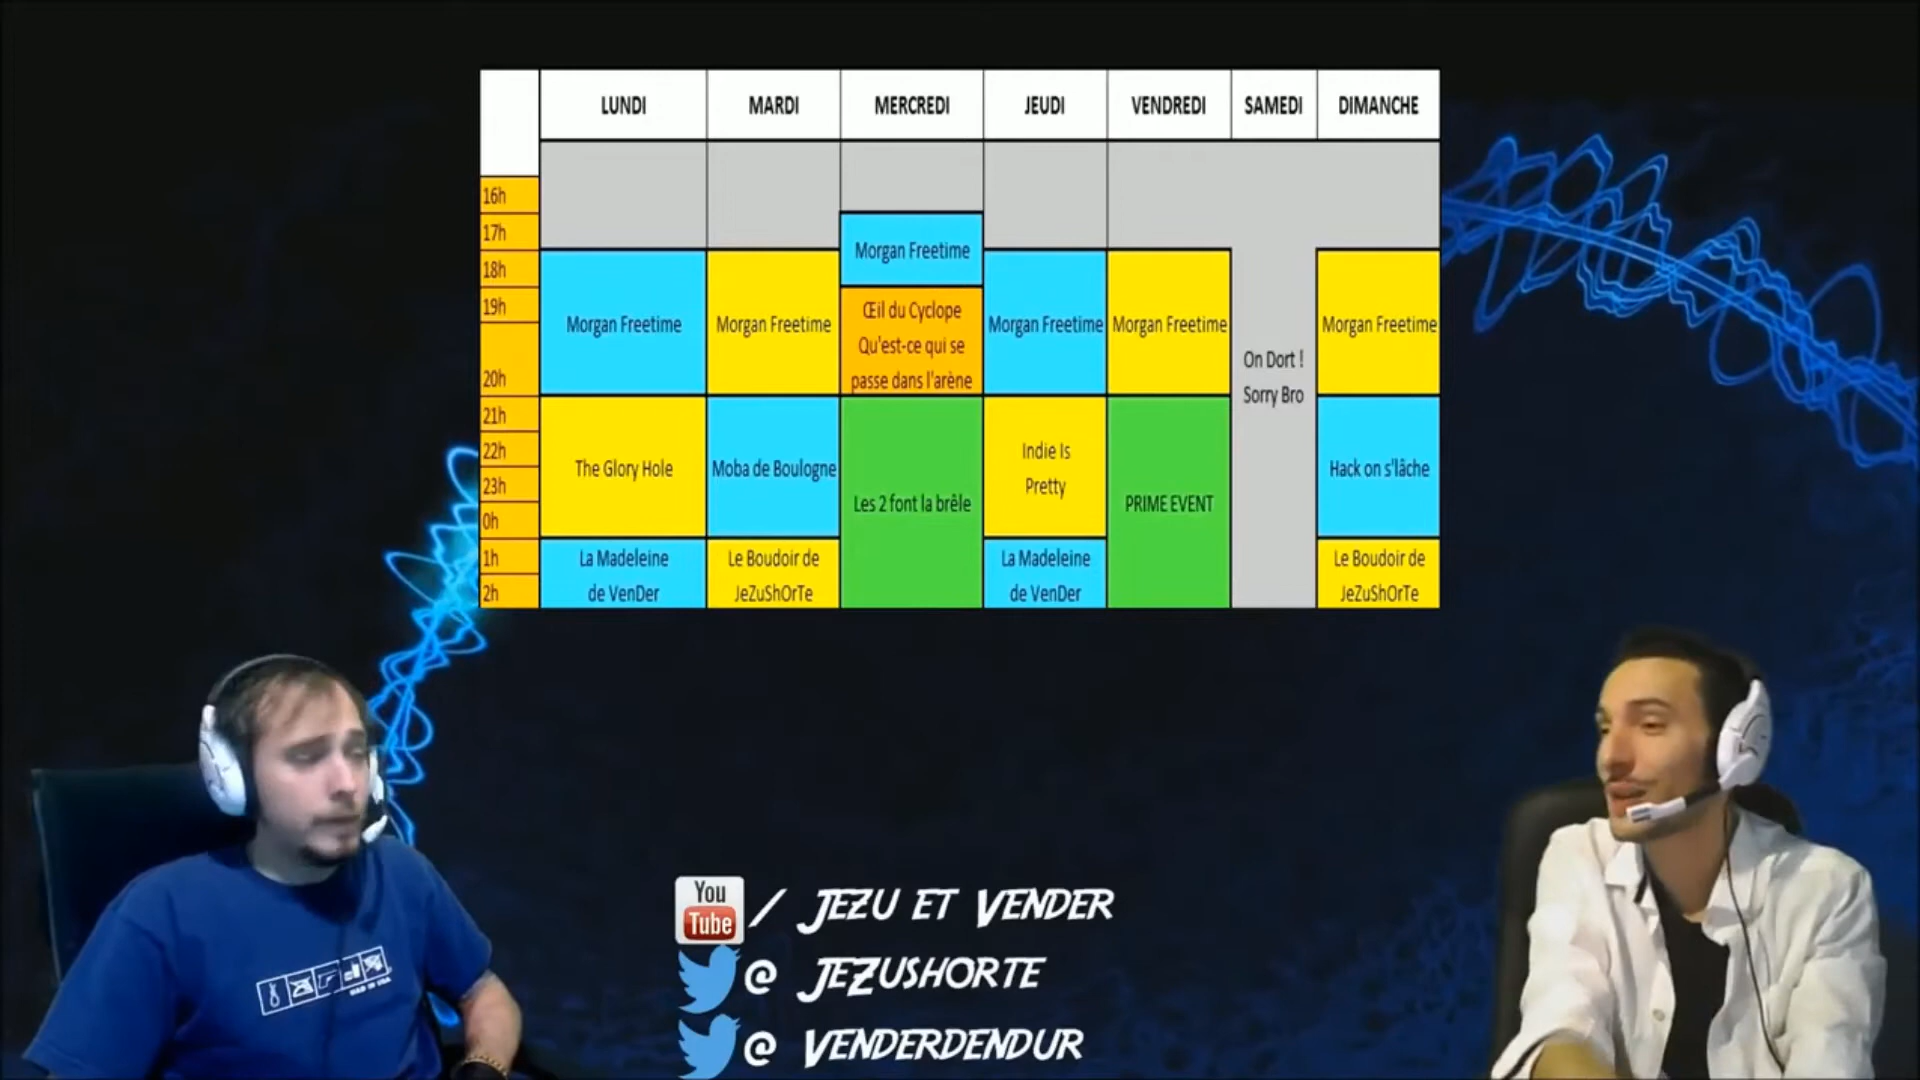 LUNDI MARDI MERCREDI JEUDI VENDREDI SAMEDI DIMANCHE
16h
17h
Morgan Freetime
18h
19h
Morgan Freetime
Morgan Freetime
Œil du Cyclope
Qu'est-ce qui se
passe dans l'arène
Morgan Freetime
Morgan Freetime
On Dort !
Sorry Bro
Morgan Freetime
20h
21h
22h
23h
0h
The Glory Hole
Moba de Boulogne
Les 2 font la brêle
Indie Is
Pretty
PRIME EVENT
Hack on s'lâche
1h
2h
La Madeleine
de VenDer
Le Boudoir de
JeZuShOrTe
La Madeleine
de VenDer
Le Boudoir de
JeZuShOrTe
You
Tube
/ JEZU ET VENDER
@ JEZUSHORTE
@ VENDERDENDUR